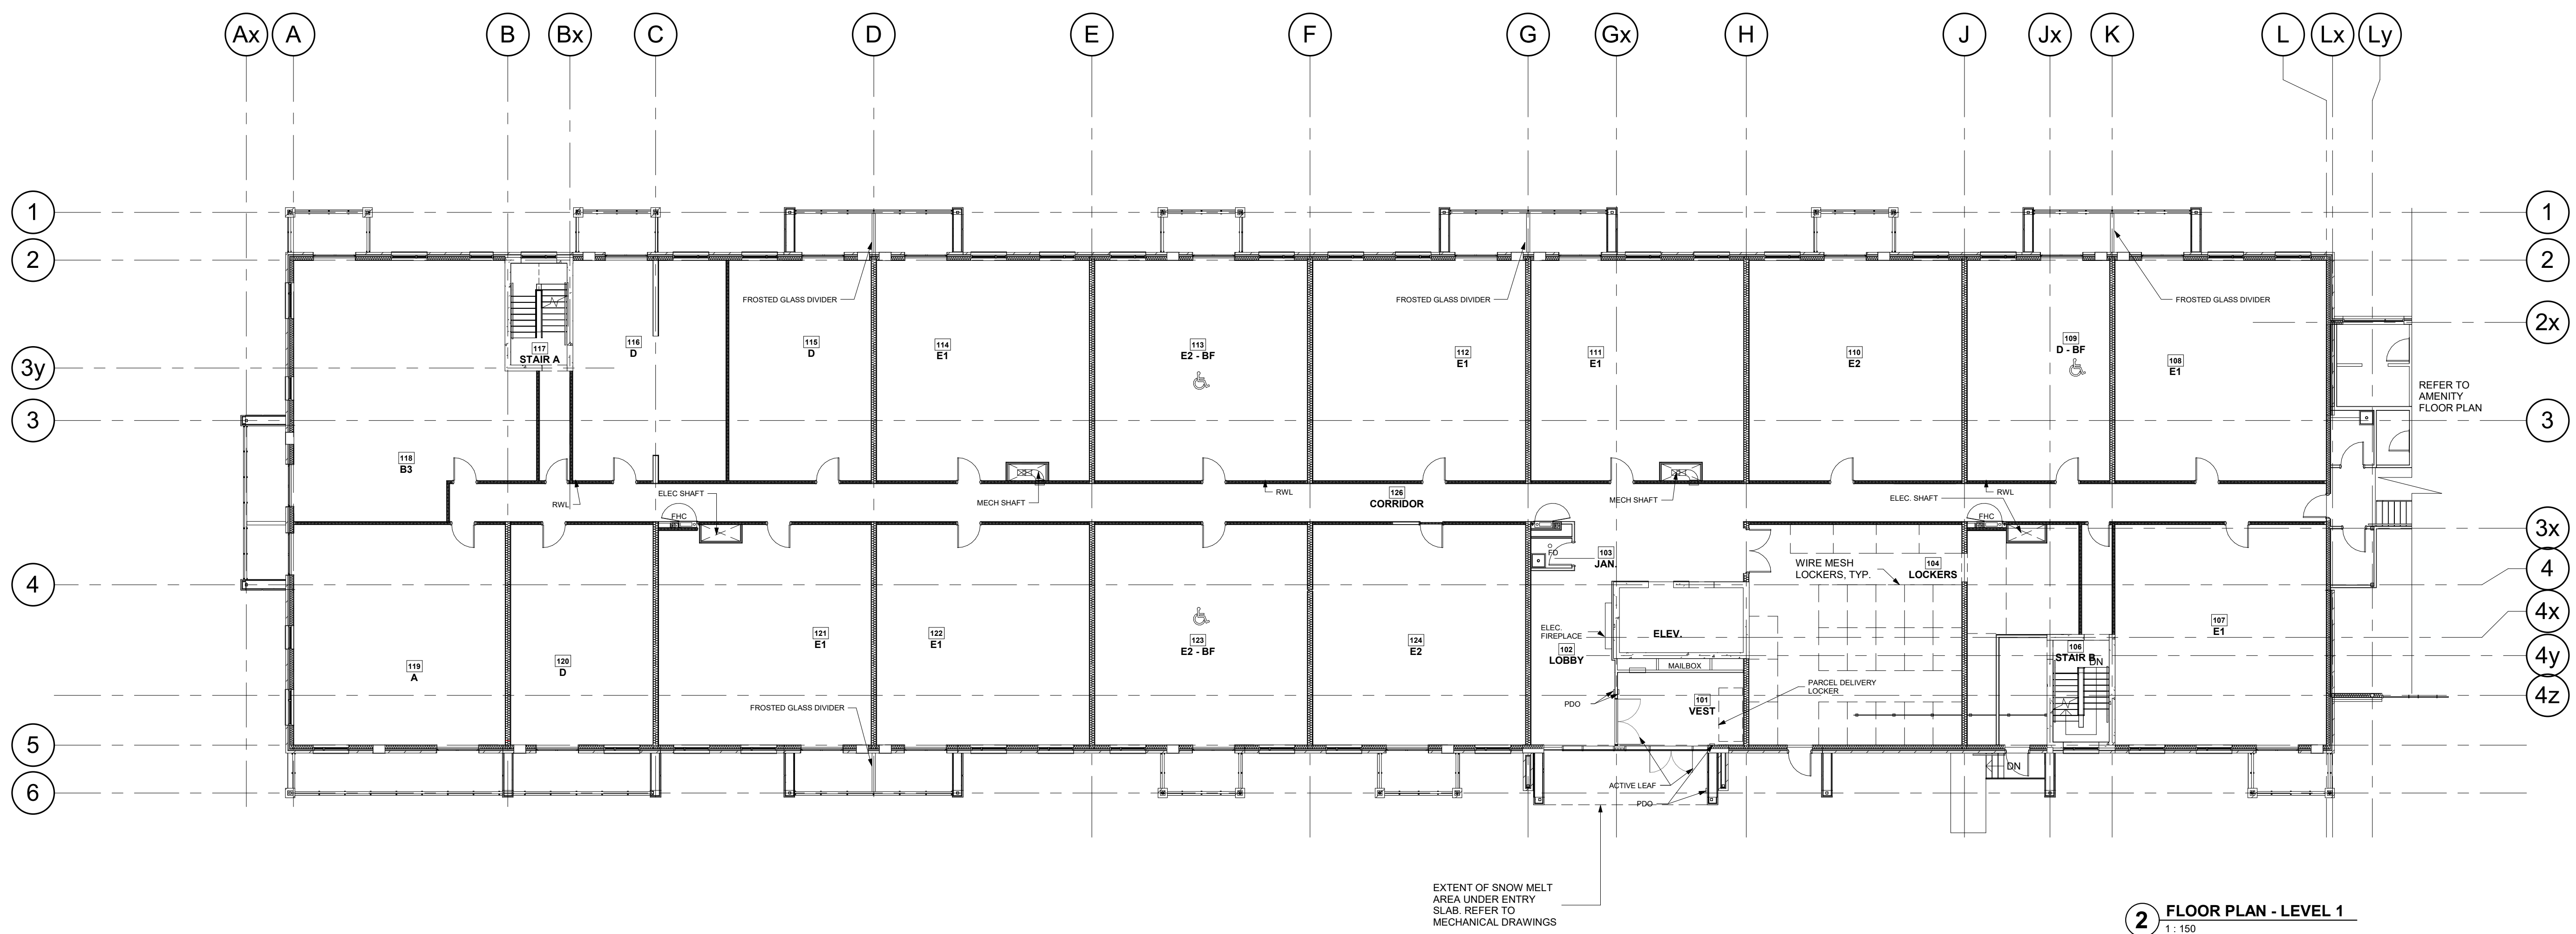 Ax
A
B
Bx
C
D
E
F
G
Gx
H
J
Jx
K
L
Lx
Ly
1
1
2
2
FROSTED GLASS DIVIDER
FROSTED GLASS DIVIDER
FROSTED GLASS DIVIDER
2x
117
STAIR A
116
D
115
D
114
E1
113
E2 - BF
112
E1
111
E1
110
E2
109
D - BF
108
E1
3y
REFER TO
AMENITY
FLOOR PLAN
3
3
118
B3
RWL
ELEC SHAFT
FHC
MECH SHAFT
RWL
126
CORRIDOR
MECH SHAFT
ELEC. SHAFT
RWL
FHC
3x
4
FD
103
JAN.
WIRE MESH
LOCKERS, TYP.
104
LOCKERS
4
4x
119
A
120
D
121
E1
122
E1
123
E2 - BF
124
E2
ELEC.
FIREPLACE
102
LOBBY
ELEV.
MAILBOX
106
STAIR B
DN
107
E1
4y
4z
FROSTED GLASS DIVIDER
PDO
101
VEST
PARCEL DELIVERY
LOCKER
5
6
ACTIVE LEAF
PDO
DN
EXTENT OF SNOW MELT
AREA UNDER ENTRY
SLAB. REFER TO
MECHANICAL DRAWINGS
2
FLOOR PLAN - LEVEL 1
1 : 150